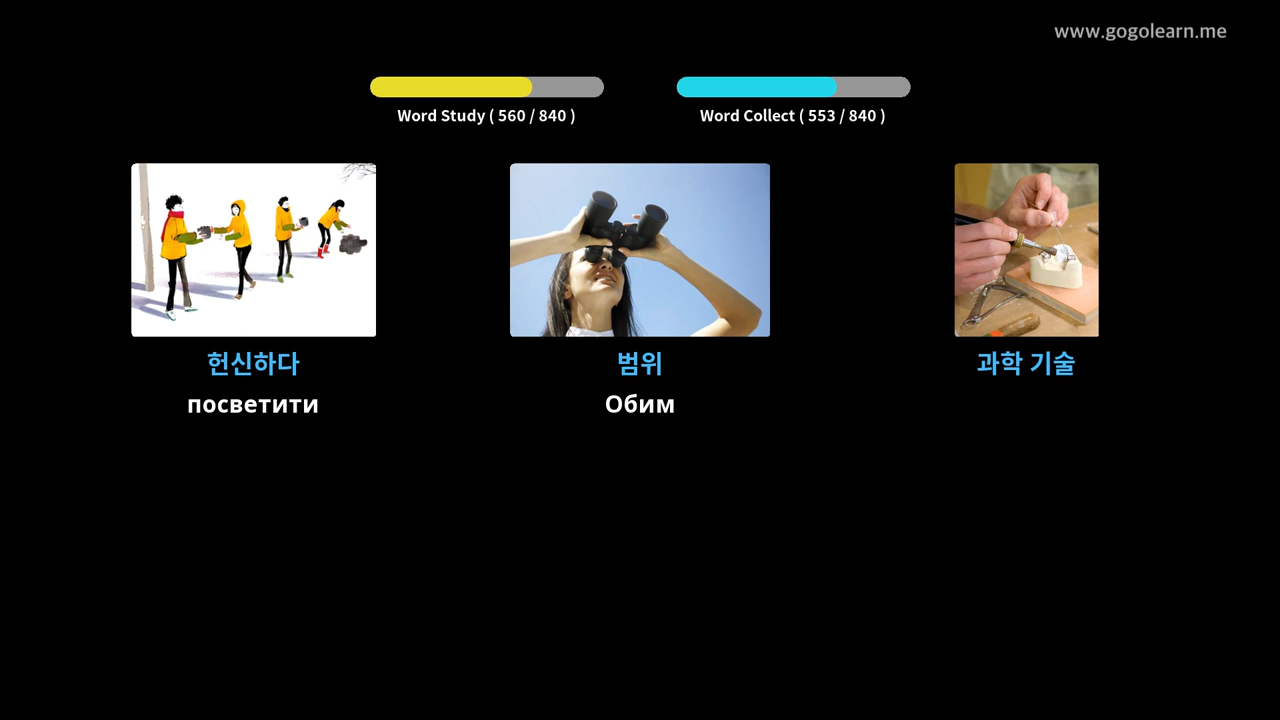 www.gogolearn.me
Word Study ( 560 / 840 )
Word Collect ( 553 / 840 )
헌신하다
범위
과학 기술
посветити
Обим